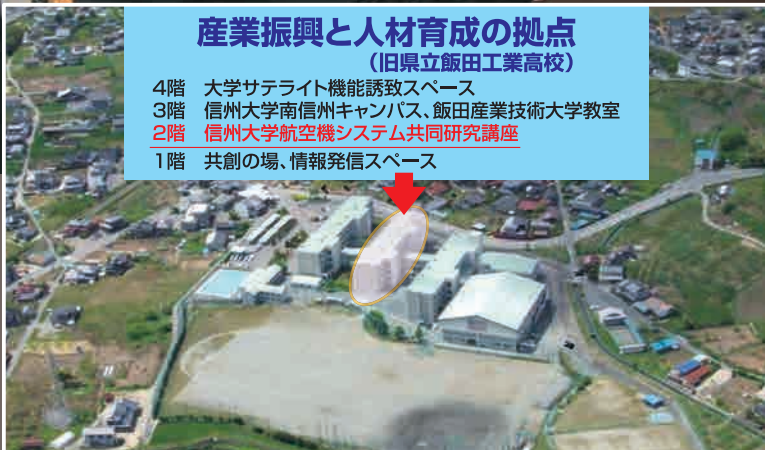 産業振興と人材育成の拠点
（旧県立飯田工業高校）
4階 大学サテライト機能誘致スペース
3階 信州大学南信州キャンパス、飯田産業技術大学教室
2階 信州大学航空機システム共同研究講座
1階 共創の場、情報発信スペース